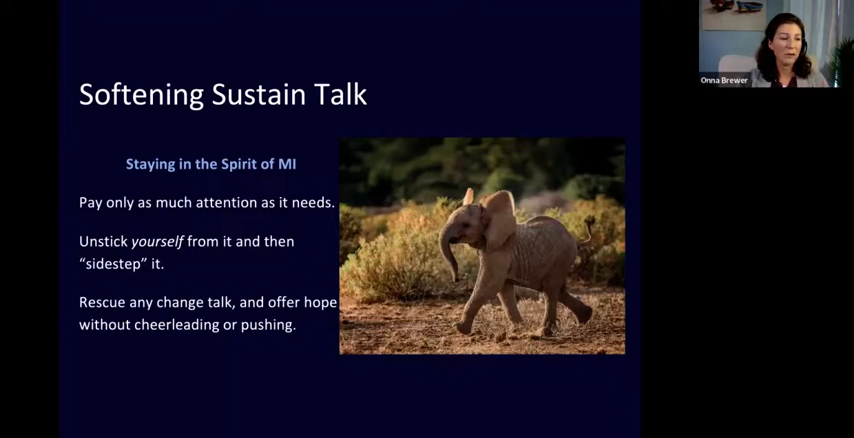 Softening Sustain Talk
Staying in the Spirit of MI
Pay only as much attention as it needs.
Unstick yourself from it and then
“sidestep” it.
Rescue any change talk, and offer hope
without cheerleading or pushing.
Onna Brewer